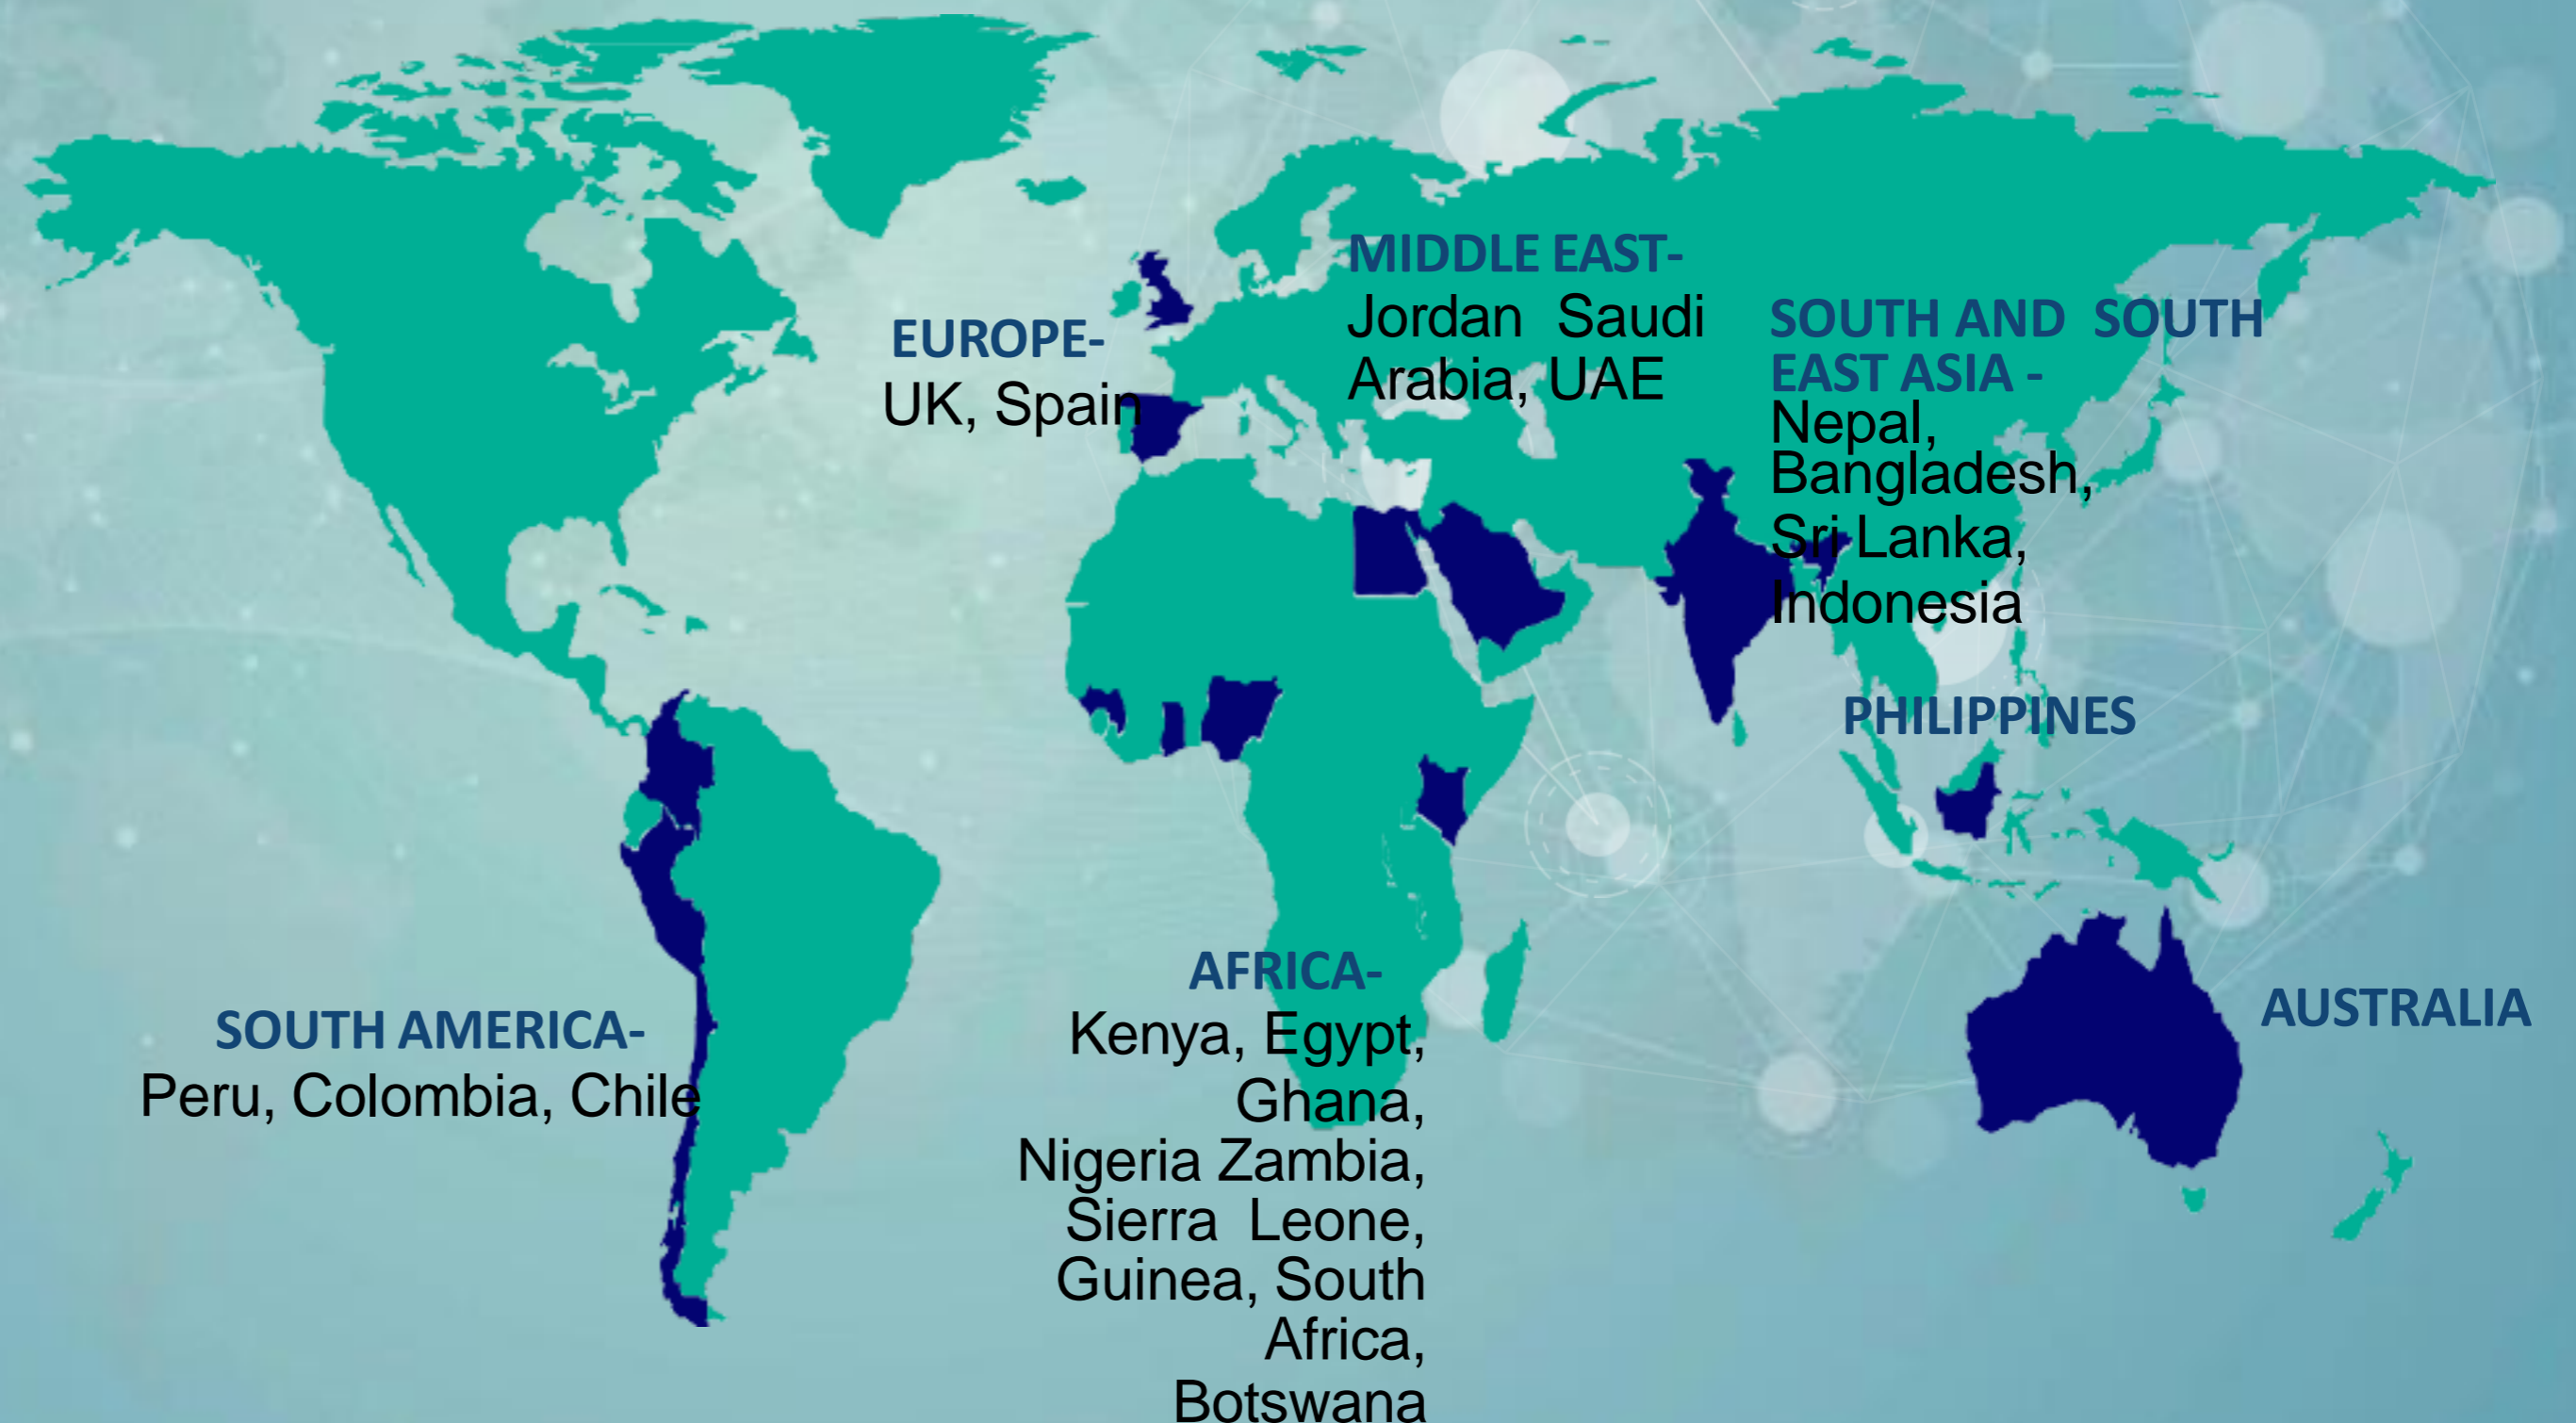 MIDDLE EAST-
Jordan  Saudi
Arabia, UAE
EUROPE-
UK, Spain
SOUTH AND  SOUTH
EAST ASIA -
Nepal,
Bangladesh,
Sri Lanka,
Indonesia
PHILIPPINES
AFRICA-
Kenya, Egypt,
Ghana,
Nigeria Zambia,
Sierra  Leone,
Guinea, South
Africa,
Botswana
SOUTH AMERICA-
Peru, Colombia, Chile
AUSTRALIA